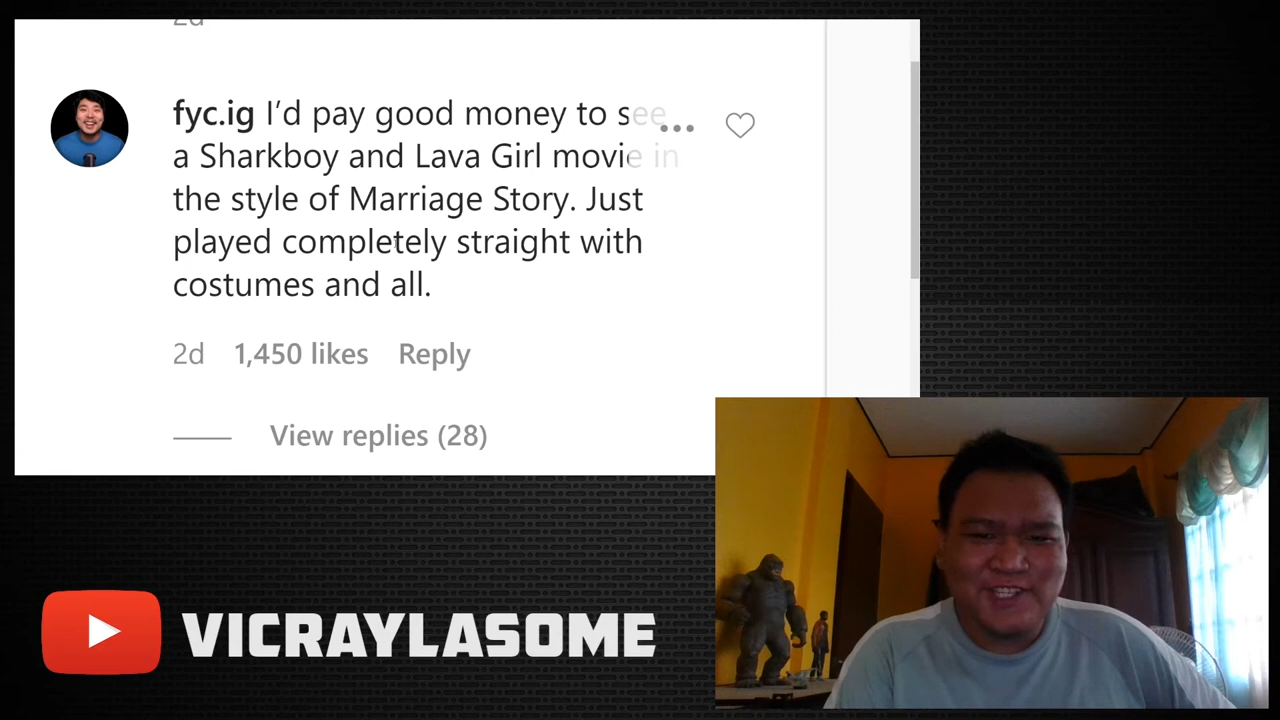 2d
fyc.ig I’d pay good money to see
a Sharkboy and Lava Girl movie in
the style of Marriage Story. Just
played completely straight with
costumes and all.
2d 1,450 likes Reply
View replies (28)
VICRAYLASOME